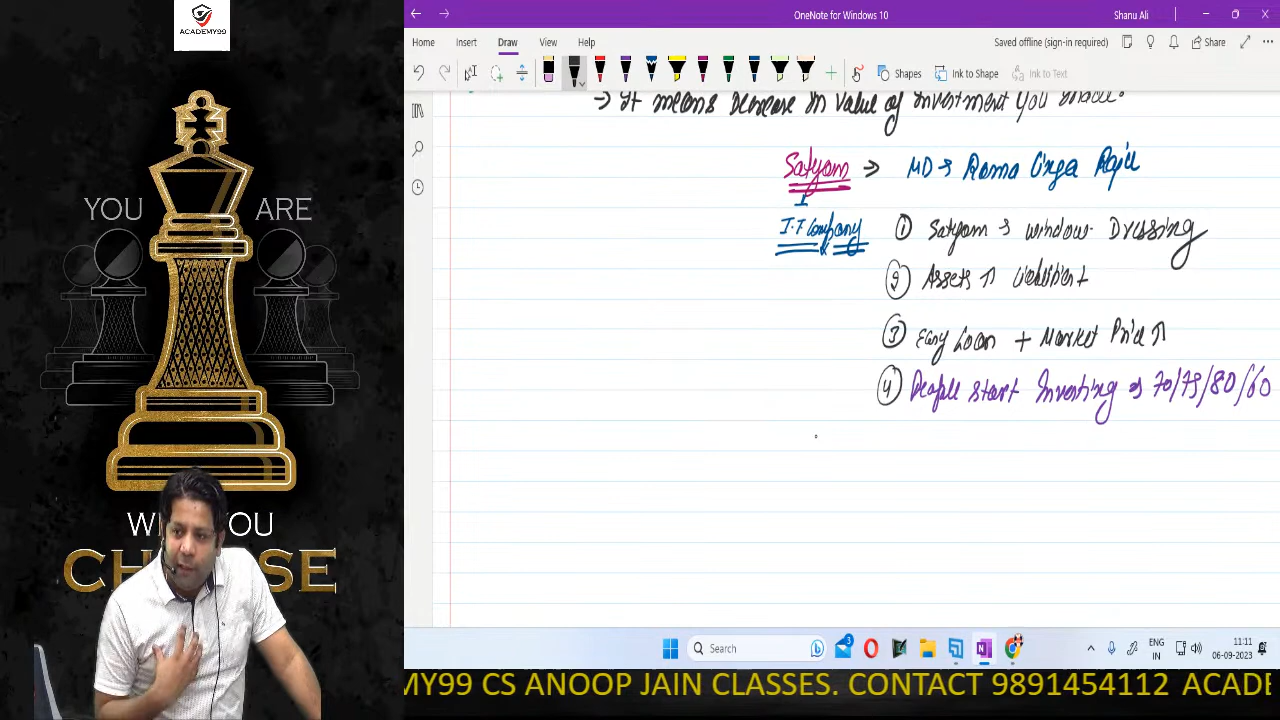 ACADEMY99
YOU ARE
WH YOU
CH SE
OneNote for Windows 10
Shanu Ali
Home Insert Draw View Help
Saved offline (sign-in required)
Share
Shapes
Ink to Shape
Ink to Text
→ It means Decrease in value of investment you
Satyam → MD → Rama Raju
I.T Company
① Satyam → Window Dressing
② Assets ↑
③ Easy Loan + Market Price ↑
④ People start Investing → 70/75/80/60
Search
3
ENG
IN
11:11
06-09-2023
MY99 CS ANOOP JAIN CLASSES. CONTACT 9891454112 ACADE